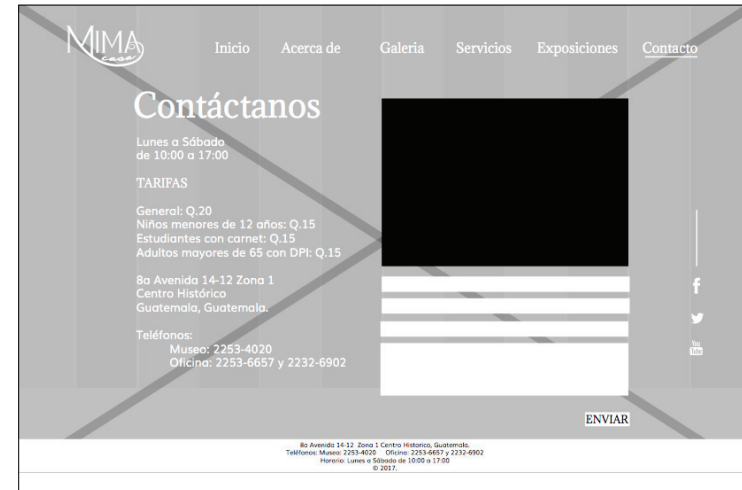 MIMA
casa
Inicio Acerca de Galeria Servicios Exposiciones Contacto
Contáctanos
Lunes a Sábado
de 10:00 a 17:00
TARIFAS
General: Q.20
Niños menores de 12 años: Q.15
Estudiantes con carnet: Q.15
Adultos mayores de 65 con DPI: Q.15
8a Avenida 14-12 Zona 1
Centro Histórico
Guatemala, Guatemala.
Teléfonos:
Museo: 2253-4020
Oficina: 2253-6657 y 2232-6902
You
Tube
ENVIAR
8a Avenida 14-12 Zona 1 Centro Historico, Guatemala.
Teléfonos: Museo: 2253-4020 Oficina: 2253-6657 y 2232-6902
Horario: Lunes a Sábado de 10:00 a 17:00
© 2017.